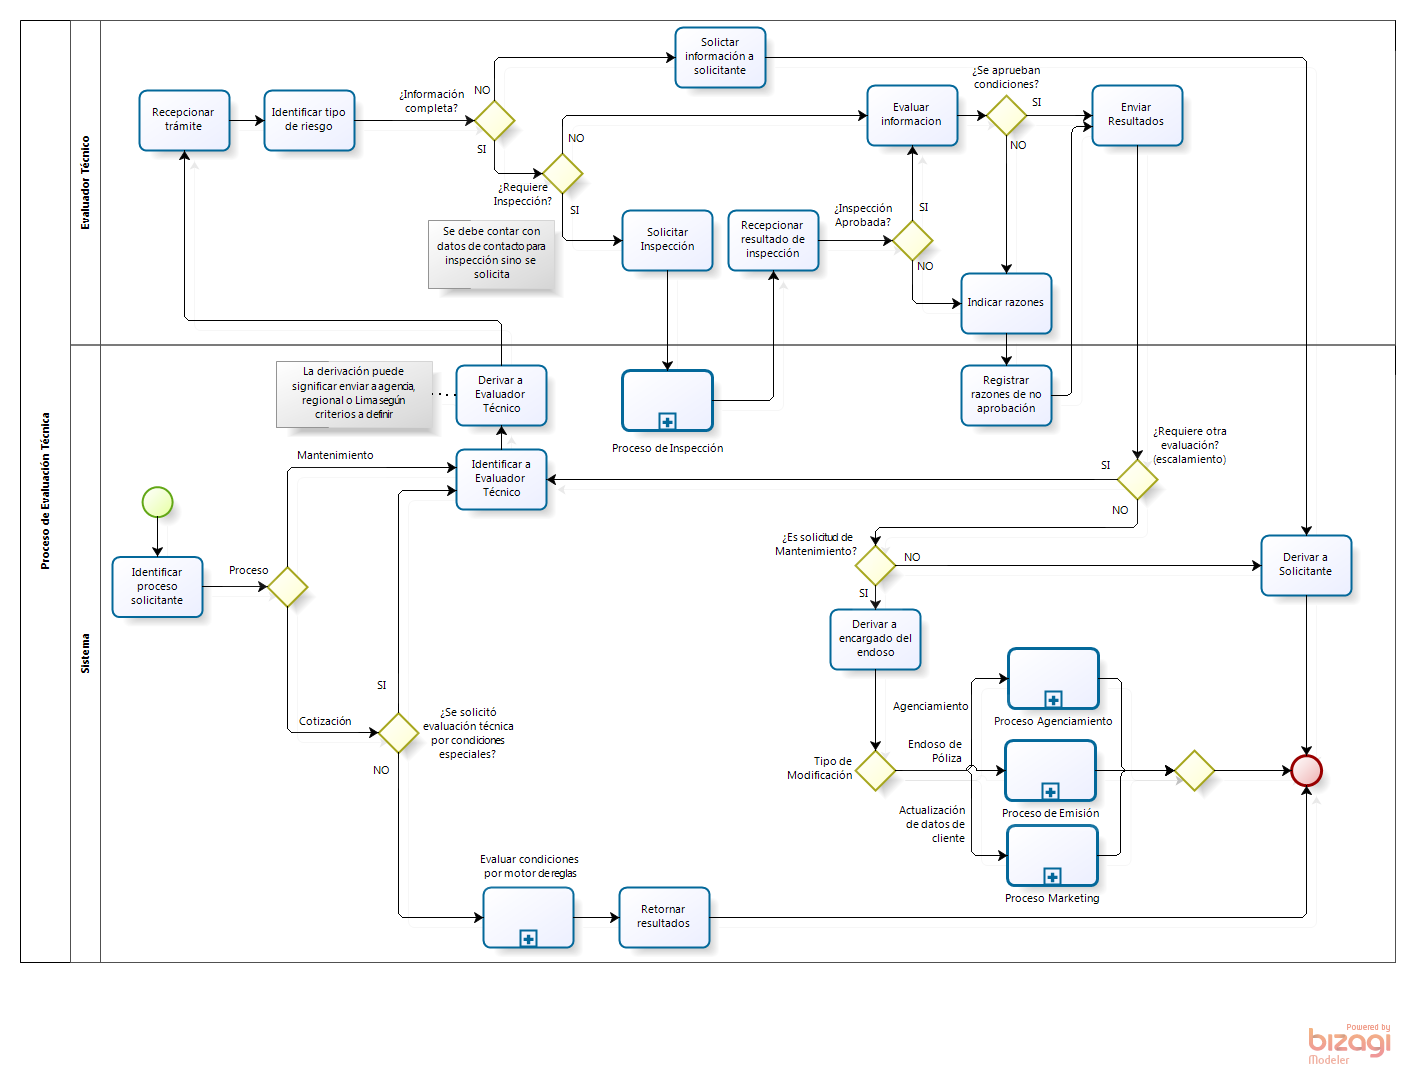 Proceso de Evaluación Técnica
Evaluador Técnico
Sistema
Recepcionar
trámite
Identificar tipo
de riesgo
¿Información
completa?
NO
SI
Solictar
información a
solicitante
¿Requiere
Inspección?
NO
SI
Se debe contar con
datos de contacto para
inspección sino se
solicita
Solicitar
Inspección
Recepcionar
resultado de
inspección
¿Inspección
Aprobada?
SI
NO
Evaluar
informacion
¿Se aprueban
condiciones?
SI
NO
Enviar
Resultados
Indicar razones
La derivación puede
significar enviar a agencia,
regional o Lima según
criterios a definir
Derivar a
Evaluador
Técnico
Proceso de Inspección
Registrar
razones de no
aprobación
Mantenimiento
Identificar a
Evaluador
Técnico
¿Requiere otra
evaluación?
(escalamiento)
SI
NO
Identificar
proceso
solicitante
Proceso
¿Es solicitud de
Mantenimiento?
NO
SI
Derivar a
Solicitante
Derivar a
encargado del
endoso
Cotización
SI
¿Se solicitó
evaluación técnica
por condiciones
especiales?
NO
Agenciamiento
Proceso Agenciamiento
Tipo de
Modificación
Endoso de
Póliza
Proceso de Emisión
Actualización
de datos de
cliente
Proceso Marketing
Evaluar condiciones
por motor de reglas
Retornar
resultados
Powered by
bizagi
Modeler